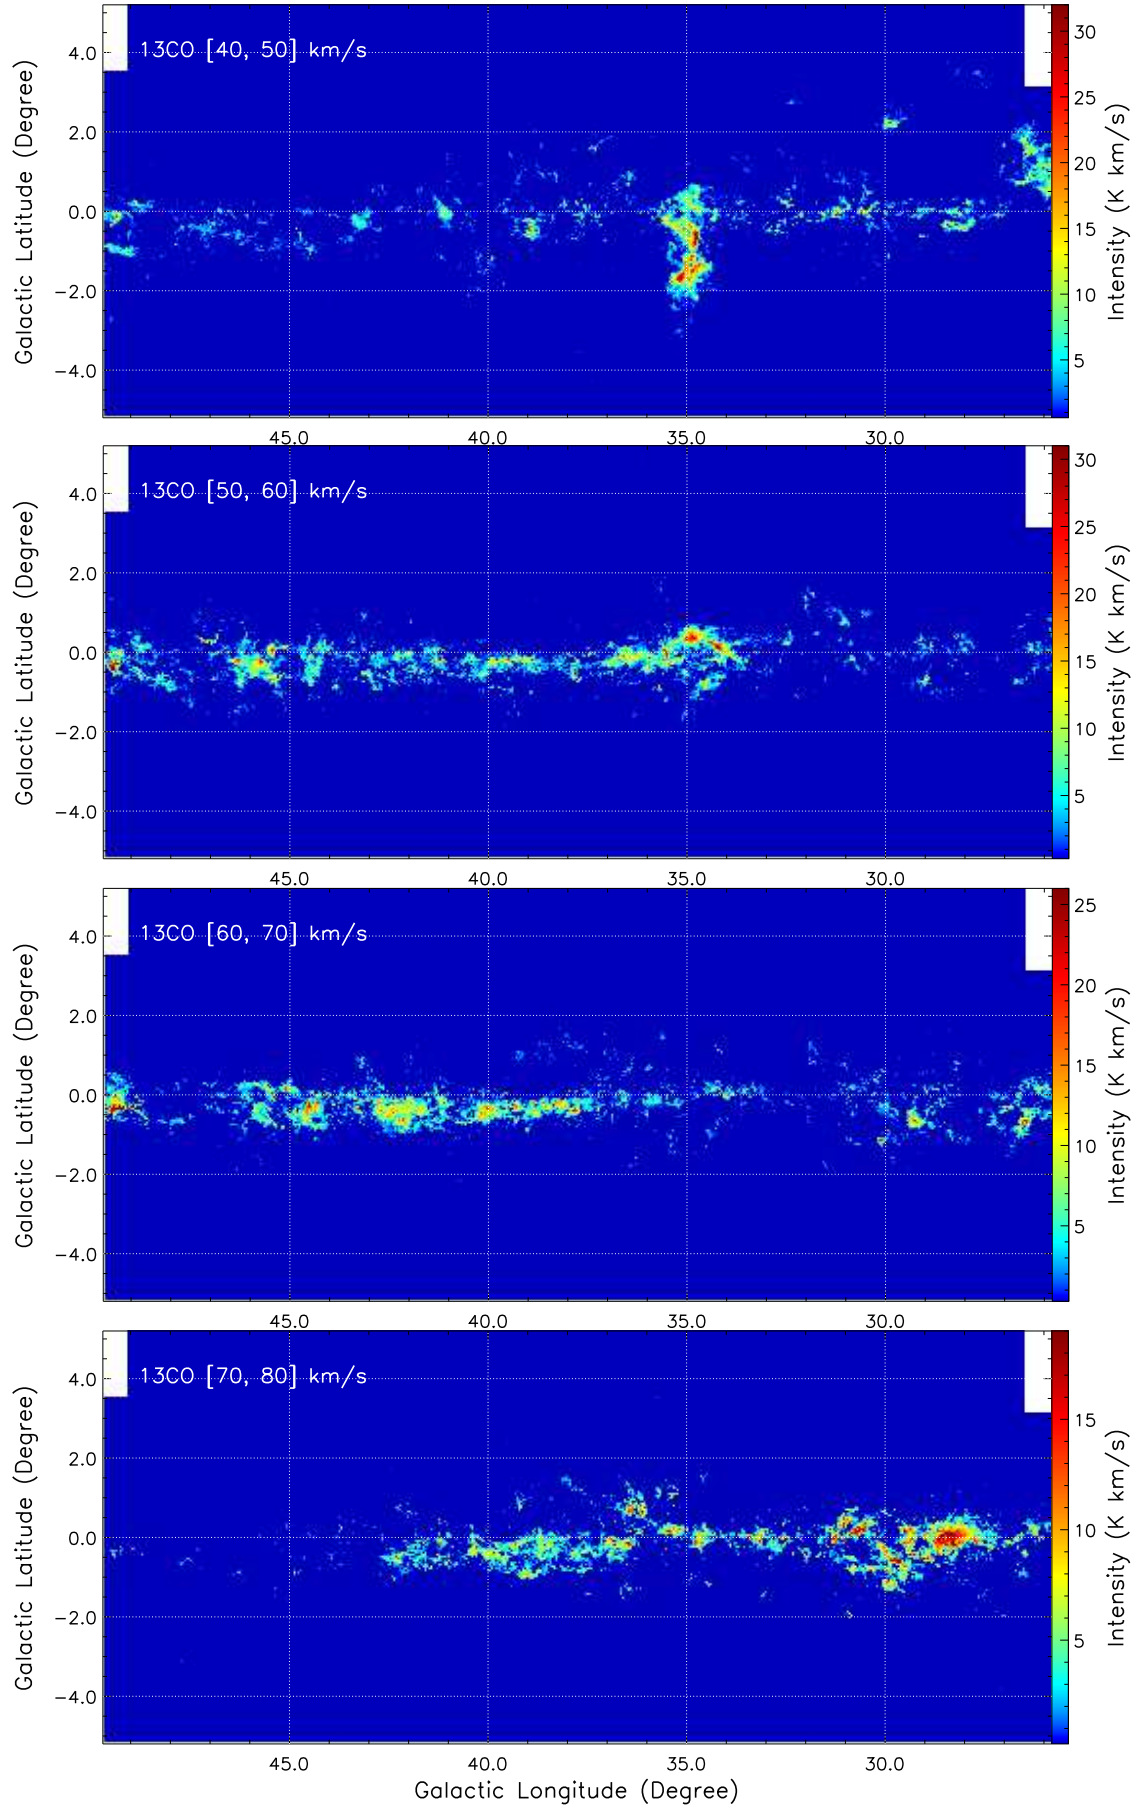 13CO [40, 50] km/s
Galactic Latitude (Degree)
4.0
2.0
0.0
−2.0
−4.0
45.0 40.0 35.0 30.0
30
25
20
15
10
5
Intensity (K km/s)
13CO [50, 60] km/s
Galactic Latitude (Degree)
4.0
2.0
0.0
−2.0
−4.0
45.0 40.0 35.0 30.0
30
25
20
15
10
5
Intensity (K km/s)
13CO [60, 70] km/s
Galactic Latitude (Degree)
4.0
2.0
0.0
−2.0
−4.0
45.0 40.0 35.0 30.0
25
20
15
10
5
Intensity (K km/s)
13CO [70, 80] km/s
Galactic Latitude (Degree)
4.0
2.0
0.0
−2.0
−4.0
45.0 40.0 35.0 30.0
15
10
5
Intensity (K km/s)
Galactic Longitude (Degree)